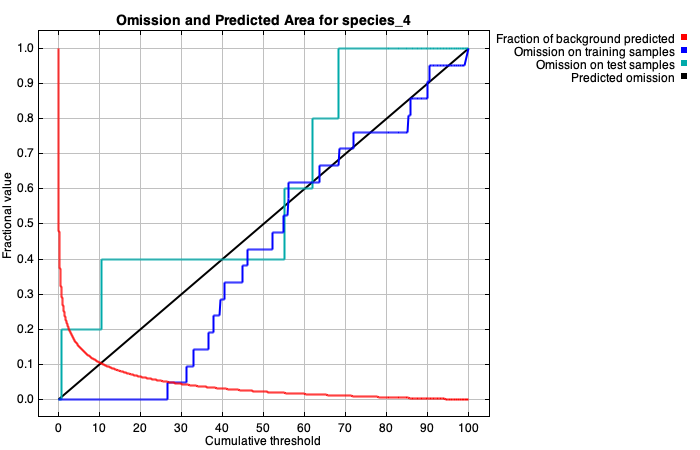 Omission and Predicted Area for species_4
Fraction of background predicted
Omission on training samples
Omission on test samples
Predicted omission
1.0
0.9
0.8
0.7
0.6
0.5
0.4
0.3
0.2
0.1
0.0
Fractional value
0 10 20 30 40 50 60 70 80 90 100
Cumulative threshold